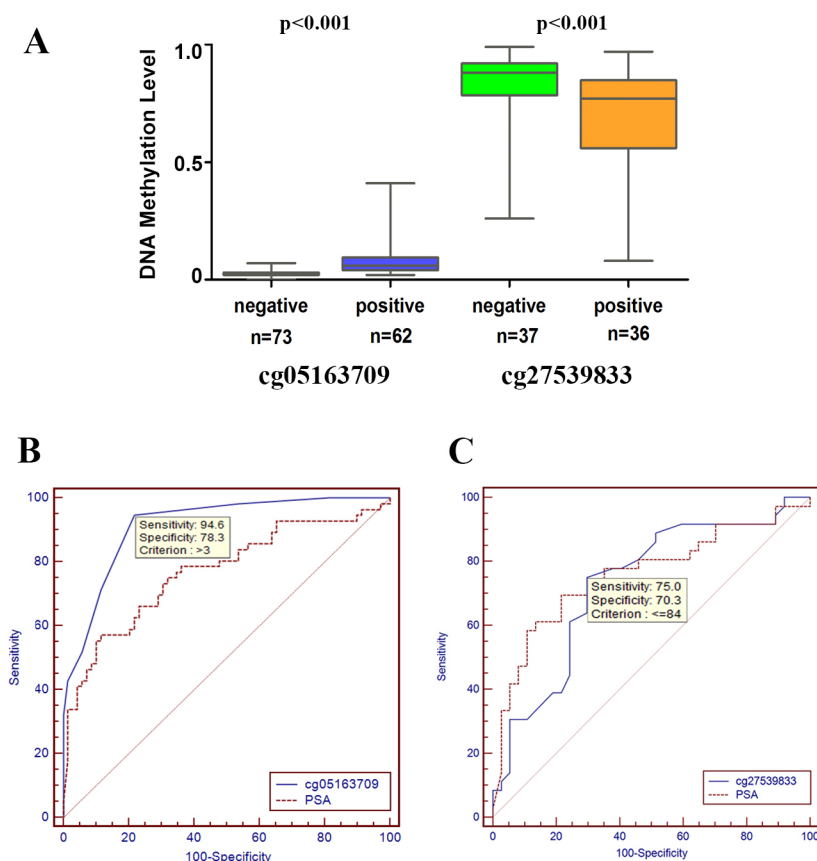 A
p<0.001 p<0.001
DNA Methylation Level
1.0
0.5
0
negative positive negative positive
n=73 n=62 n=37 n=36
cg05163709 cg27539833
B
Sensitivity
100
80
60
40
20
0
Sensitivity: 94.6
Specificity: 78.3
Criterion : >3
cg05163709
PSA
0 20 40 60 80 100
100-Specificity
C
Sensitivity
100
80
60
40
20
0
Sensitivity: 75.0
Specificity: 70.3
Criterion : <=84
cg27539833
PSA
0 20 40 60 80 100
100-Specificity